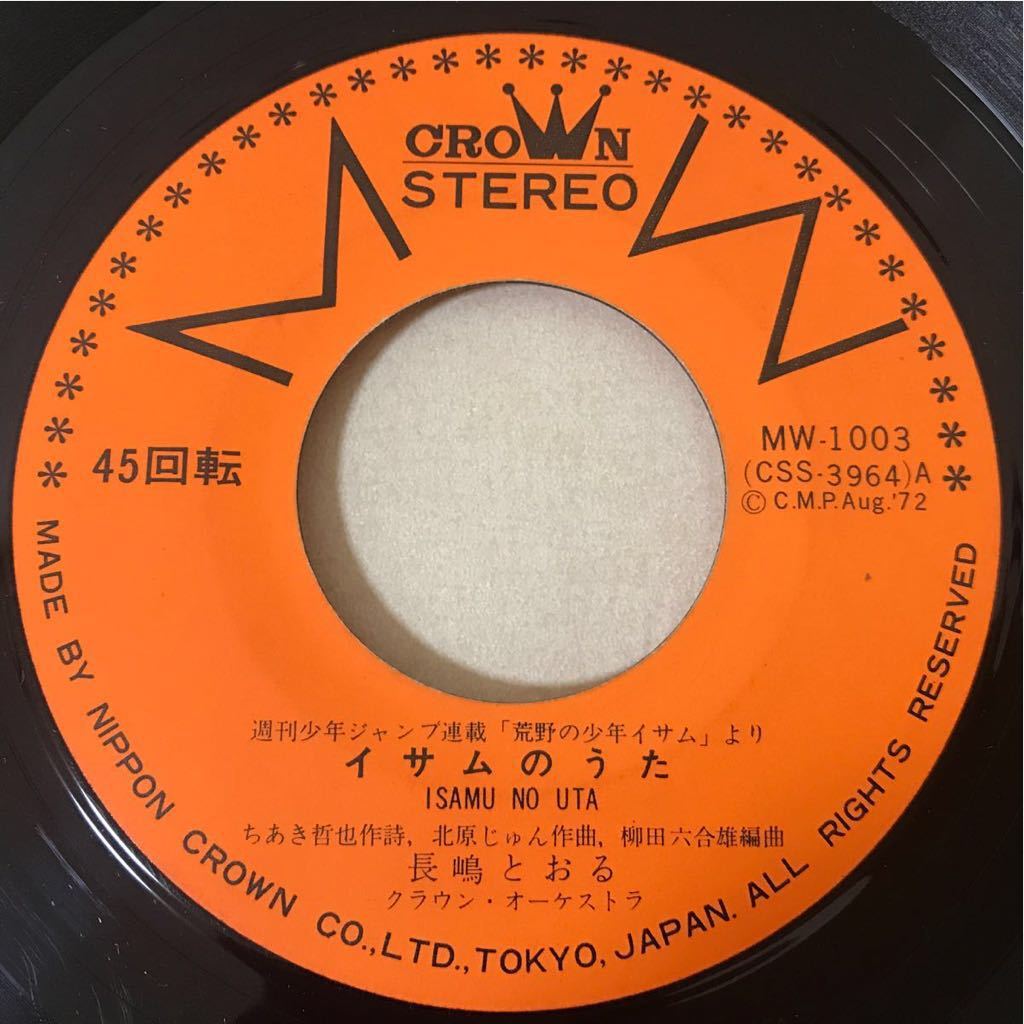 CROWN
STEREO
45回転
MW-1003
(CSS-3964)A
© C.M.P. Aug.'72
週刊少年ジャンプ連載「荒野の少年イサム」より
イサムのうた
ISAMU NO UTA
ちあき哲也作詩, 北原じゅん作曲, 柳田六合雄編曲
長嶋とおる
クラウン・オーケストラ
MADE BY NIPPON CROWN CO.,LTD.,TOKYO, JAPAN. ALL RIGHTS RESERVED